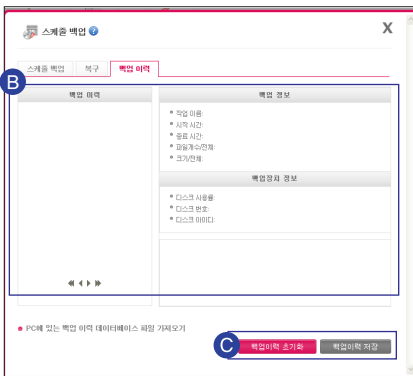 스케줄 백업 ?
X
스케줄 백업 복구 백업 이력
B
백업 이력
백업 정보
작업 이름:
시작 시간:
종료 시간:
파일개수/전체:
크기/전체:
백업장치 정보
디스크 사용율:
디스크 번호:
디스크 아이디:
PC에 있는 백업 이력 데이터베이스 파일 가져오기
C
백업이력 초기화 백업이력 저장